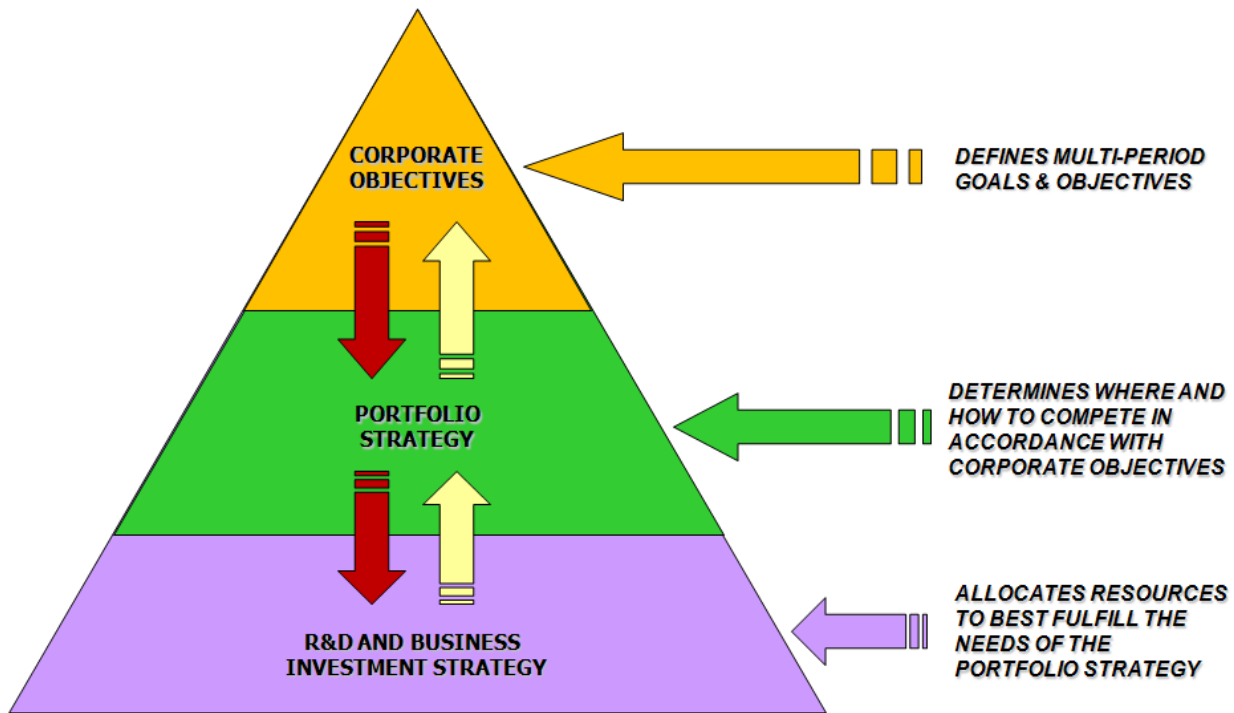 CORPORATE
OBJECTIVES
DEFINES MULTI-PERIOD
GOALS & OBJECTIVES
PORTFOLIO
STRATEGY
DETERMINES WHERE AND
HOW TO COMPETE IN
ACCORDANCE WITH
CORPORATE OBJECTIVES
R&D AND BUSINESS
INVESTMENT STRATEGY
ALLOCATES RESOURCES
TO BEST FULFILL THE
NEEDS OF THE
PORTFOLIO STRATEGY